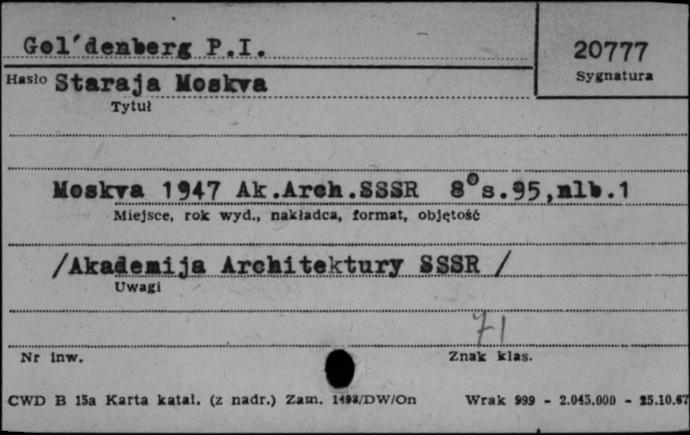 Gol'denberg P.I.
20777
Sygnatura
Hasło Staraja Moskva
Tytuł
Moskva 1947 Ak.Arch.SSSR 8° s.95,nlb.1
Miejsce, rok wyd., nakładca, format, objętość
/Akademija Architektury SSSR /
Uwagi
71
Nr inw.
Znak klas.
CWD B 15a Karta katal. (z nadr.) Zam. 1492/DW/On
Wrak 999 - 2.045.000 - 25.10.67